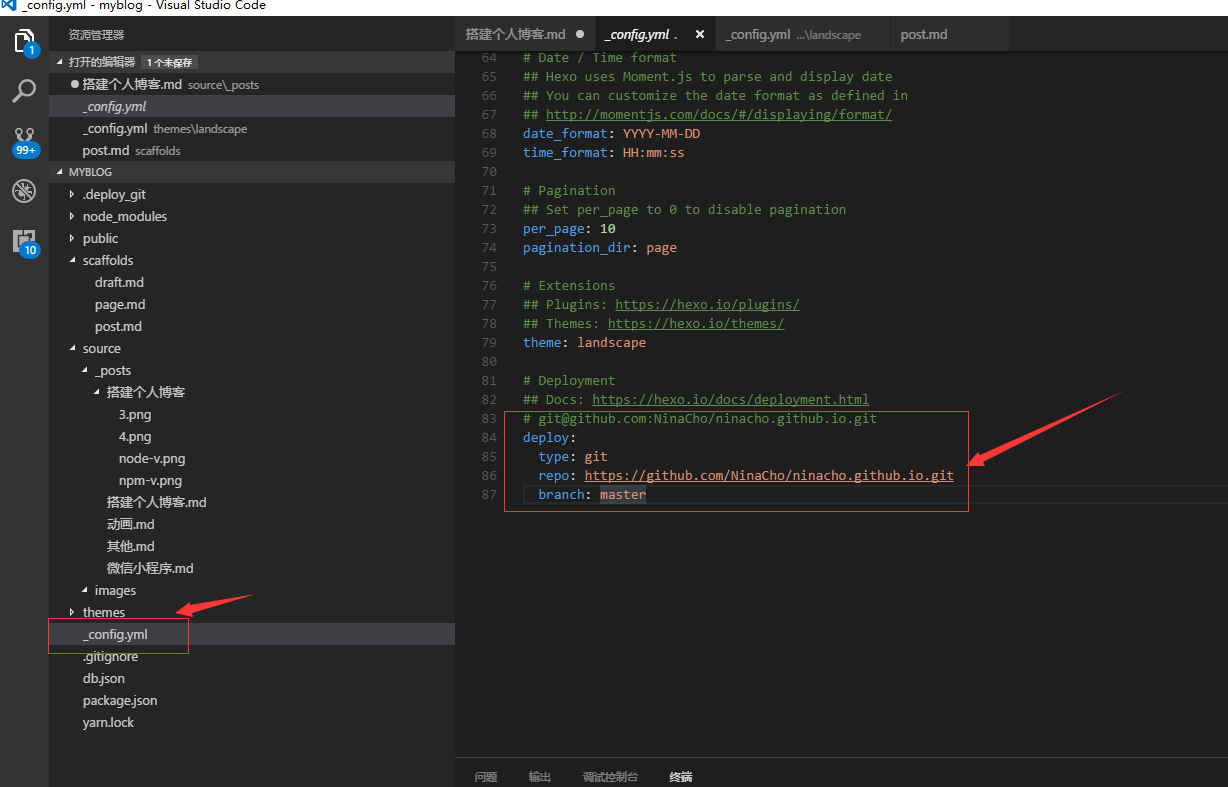 _config.yml - myblog - Visual Studio Code
资源管理器
打开的编辑器 1 个未保存
搭建个人博客.md source\_posts
_config.yml
_config.yml themes\landscape
post.md scaffolds
MYBLOG
.deploy_git
node_modules
public
scaffolds
draft.md
page.md
post.md
source
_posts
搭建个人博客
3.png
4.png
node-v.png
npm-v.png
搭建个人博客.md
动画.md
其他.md
微信小程序.md
images
themes
_config.yml
.gitignore
db.json
package.json
yarn.lock
1
99+
10
搭建个人博客.md _config.yml . _config.yml ...\landscape post.md
64 # Date / Time format
65 ## Hexo uses Moment.js to parse and display date
66 ## You can customize the date format as defined in
67 ## http://momentjs.com/docs/#/displaying/format/
68 date_format: YYYY-MM-DD
69 time_format: HH:mm:ss
70
71 # Pagination
72 ## Set per_page to 0 to disable pagination
73 per_page: 10
74 pagination_dir: page
75
76 # Extensions
77 ## Plugins: https://hexo.io/plugins/
78 ## Themes: https://hexo.io/themes/
79 theme: landscape
80
81 # Deployment
82 ## Docs: https://hexo.io/docs/deployment.html
83 # git@github.com:NinaCho/ninacho.github.io.git
84 deploy:
85 type: git
86 repo: https://github.com/NinaCho/ninacho.github.io.git
87 branch: master
问题 输出 调试控制台 终端